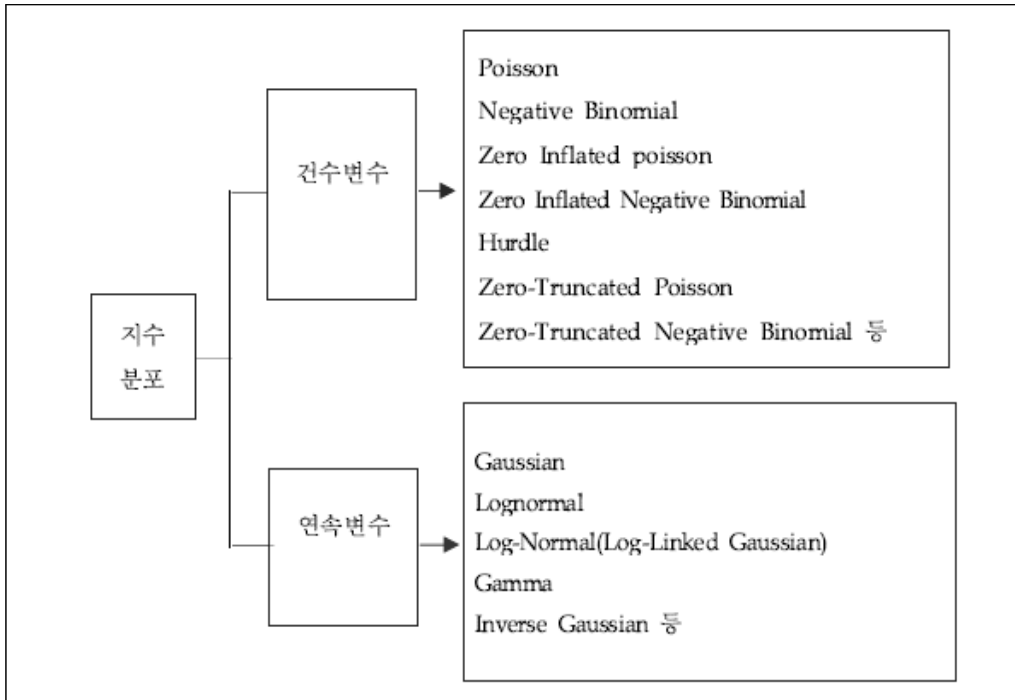 지수
분포
건수변수
Poisson
Negative Binomial
Zero Inflated poisson
Zero Inflated Negative Binomial
Hurdle
Zero-Truncated Poisson
Zero-Truncated Negative Binomial 등
연속변수
Gaussian
Lognormal
Log-Normal(Log-Linked Gaussian)
Gamma
Inverse Gaussian 등